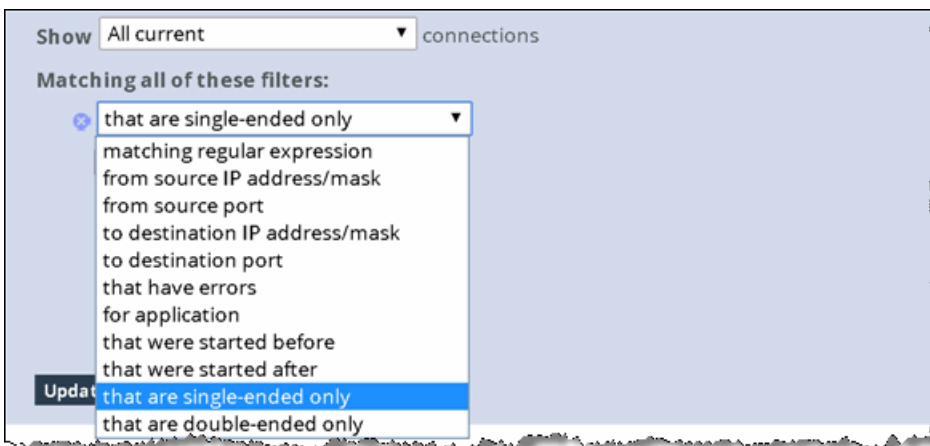 Show All current connections
Matching all of these filters:
that are single-ended only
matching regular expression
from source IP address/mask
from source port
to destination IP address/mask
to destination port
that have errors
for application
that were started before
that were started after
Updat that are single-ended only
that are double-ended only